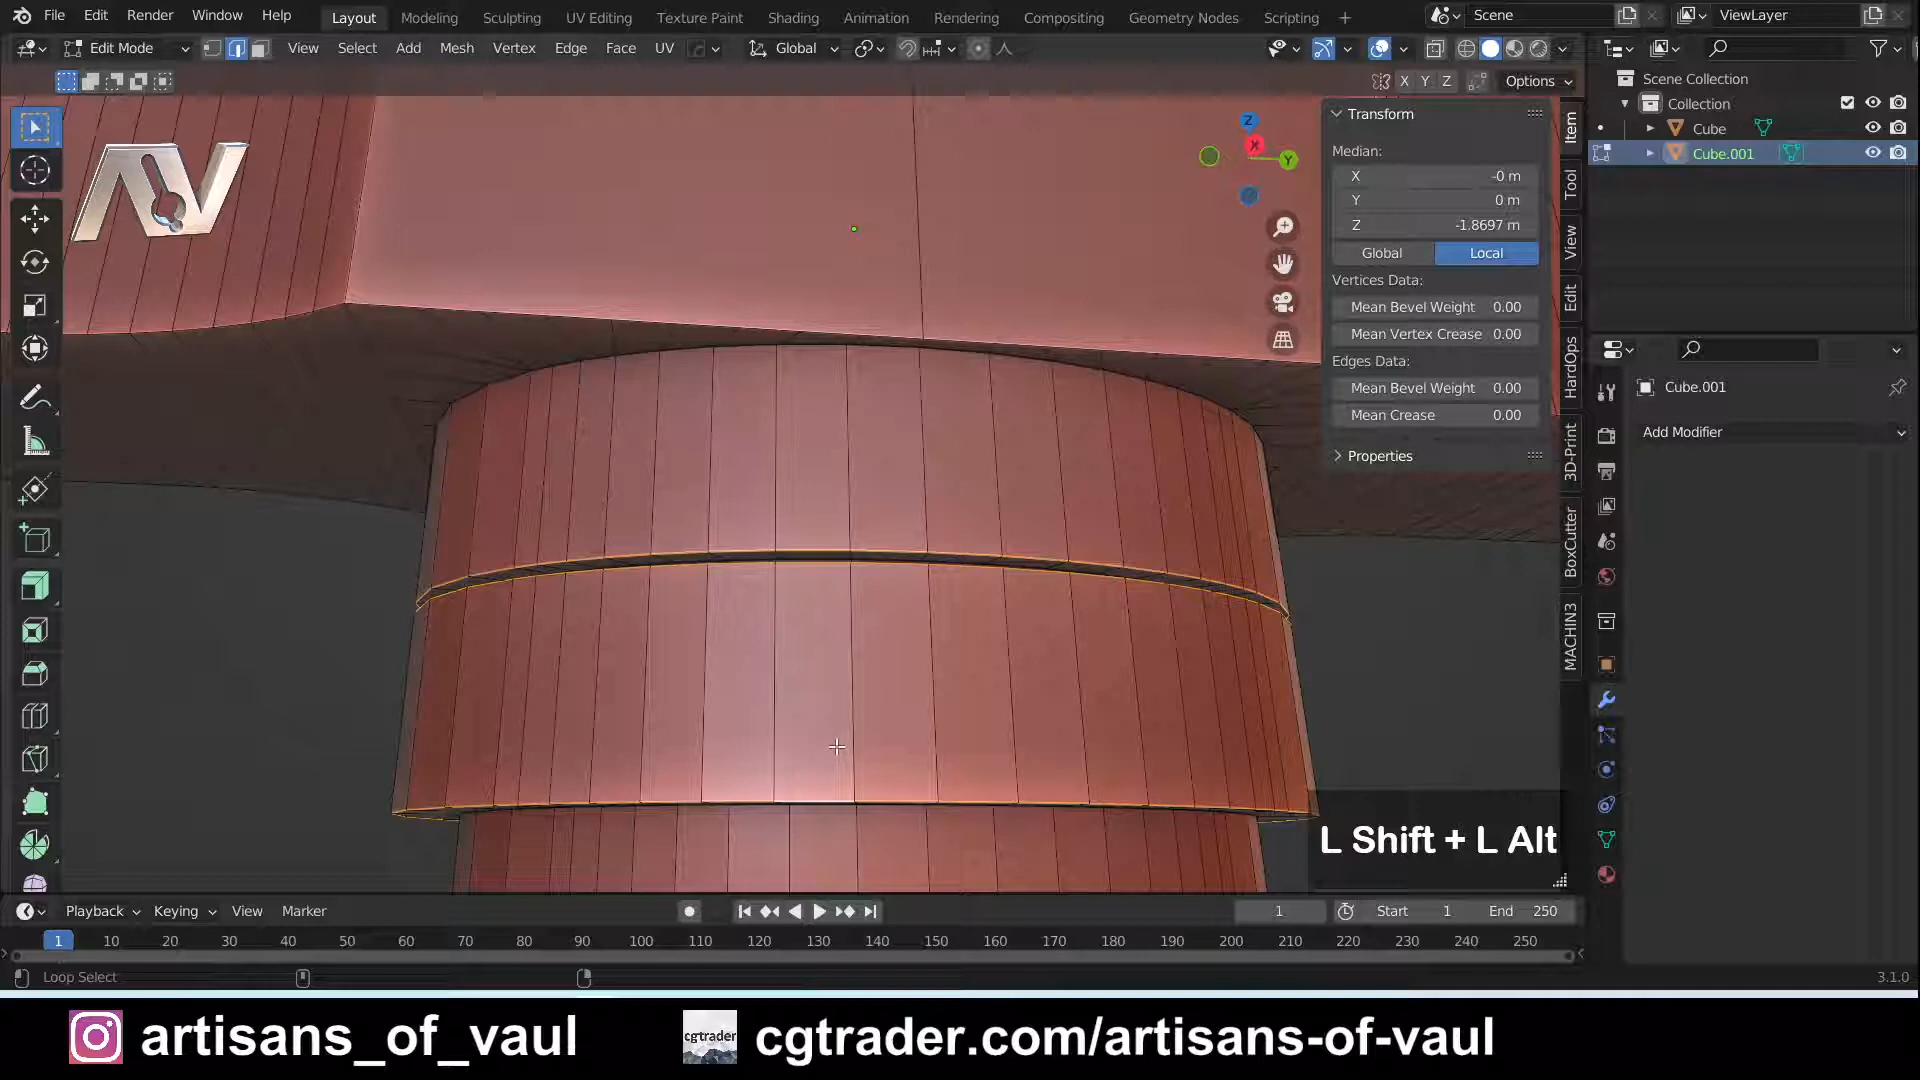 File Edit Render Window Help Layout Modeling Sculpting UV Editing Texture Paint Shading Animation Rendering Compositing Geometry Nodes Scripting + Scene ViewLayer
Edit Mode View Select Add Mesh Vertex Edge Face UV Global
X Y Z Options
Scene Collection
Collection
Cube
Cube.001
Transform
Median:
X -0 m
Y 0 m
Z -1.8697 m
Global Local
Vertices Data:
Mean Bevel Weight 0.00
Mean Vertex Crease 0.00
Edges Data:
Mean Bevel Weight 0.00
Mean Crease 0.00
Properties
Z
X
Y
Item
Tool
View
Edit
HardOps
3D-Print
BoxCutter
MACHIN3
Cube.001
Add Modifier
L Shift + L Alt
Playback Keying View Marker 1 Start 1 End 250
1 10 20 30 40 50 60 70 80 90 100 110 120 130 140 150 160 170 180 190 200 210 220 230 240 250
Loop Select 3.1.0
artisans_of_vaul cgtrader cgtrader.com/artisans-of-vaul